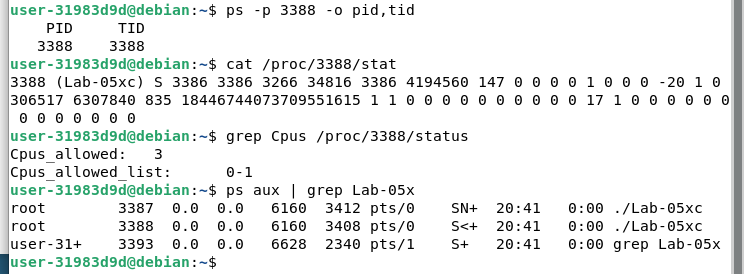 user-31983d9d@debian:~$ ps -p 3388 -o pid,tid
    PID     TID
   3388    3388
user-31983d9d@debian:~$ cat /proc/3388/stat
3388 (Lab-05xc) S 3386 3386 3266 34816 3386 4194560 147 0 0 0 0 1 0 0 0 -20 1 0
306517 6307840 835 18446744073709551615 1 1 0 0 0 0 0 0 0 0 0 0 0 17 1 0 0 0 0 0 0
 0 0 0 0 0 0 0
user-31983d9d@debian:~$ grep Cpus /proc/3388/status
Cpus_allowed:   3
Cpus_allowed_list:      0-1
user-31983d9d@debian:~$ ps aux | grep Lab-05x
root        3387  0.0  0.0   6160  3412 pts/0    SN+  20:41   0:00 ./Lab-05xc
root        3388  0.0  0.0   6160  3408 pts/0    S<+  20:41   0:00 ./Lab-05xc
user-31+    3393  0.0  0.0   6628  2340 pts/1    S+   20:41   0:00 grep Lab-05x
user-31983d9d@debian:~$